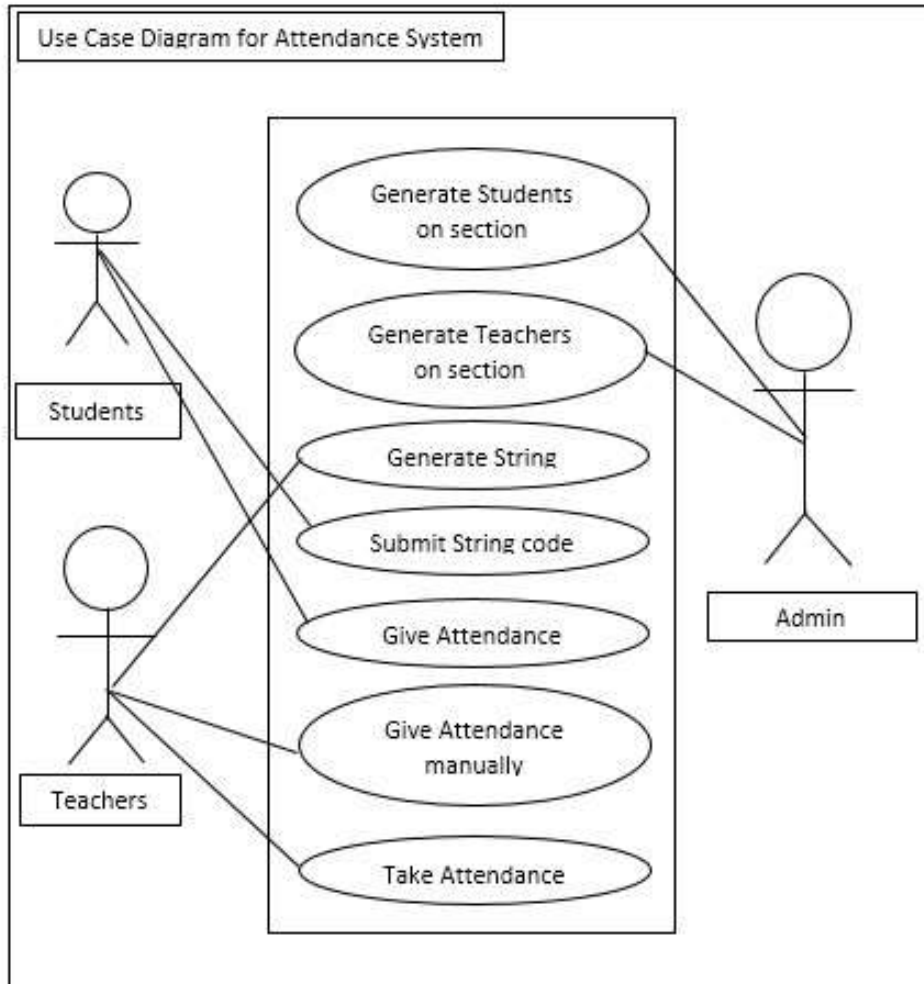 Use Case Diagram for Attendance System
Generate Students
on section
Generate Teachers
on section
Students
Generate String
Submit String code
Give Attendance
Admin
Give Attendance
manually
Teachers
Take Attendance